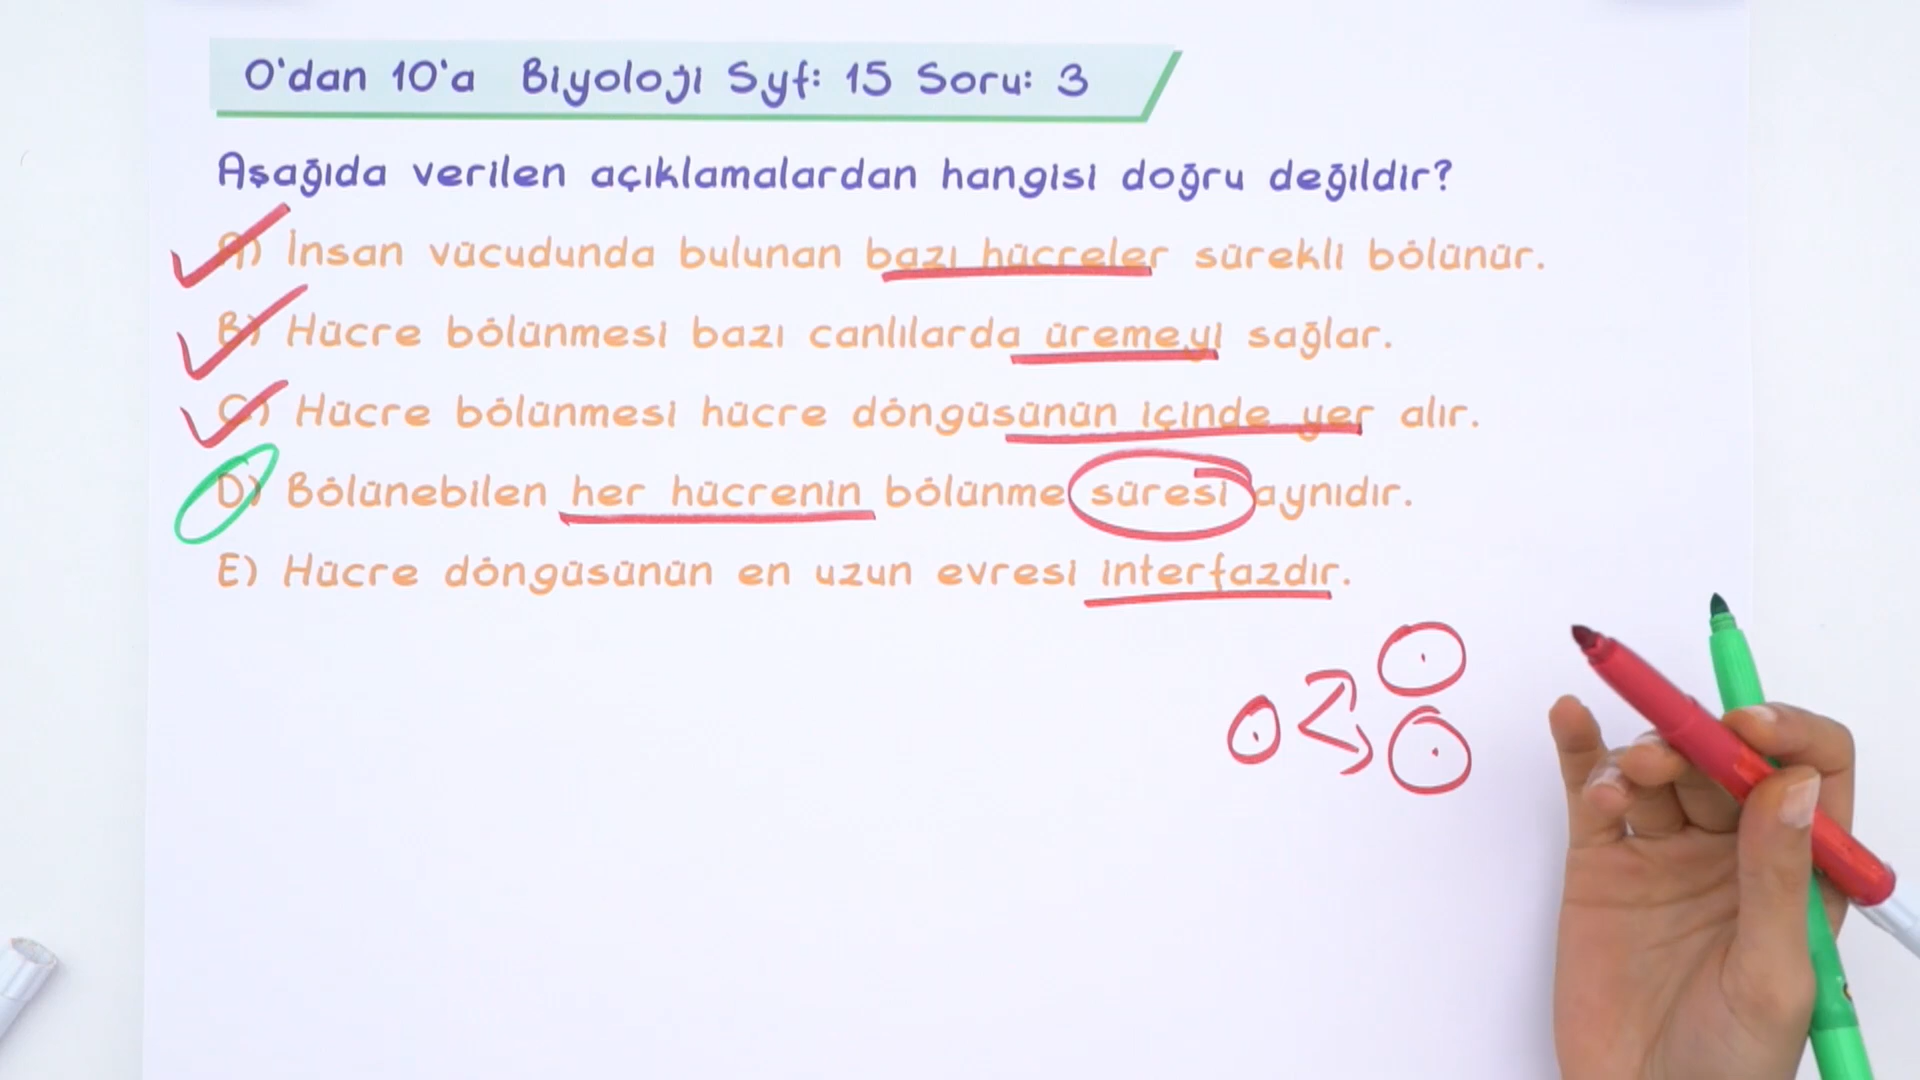 0'dan 10'a Biyoloji Syf: 15 Soru: 3
Aşağıda verilen açıklamalardan hangisi doğru değildir?
A) İnsan vücudunda bulunan bazı hücreler sürekli bölünür.
B) Hücre bölünmesi bazı canlılarda üremeyi sağlar.
C) Hücre bölünmesi hücre döngüsünün içinde yer alır.
D) Bölünebilen her hücrenin bölünme süresi aynıdır.
E) Hücre döngüsünün en uzun evresi interfazdır.